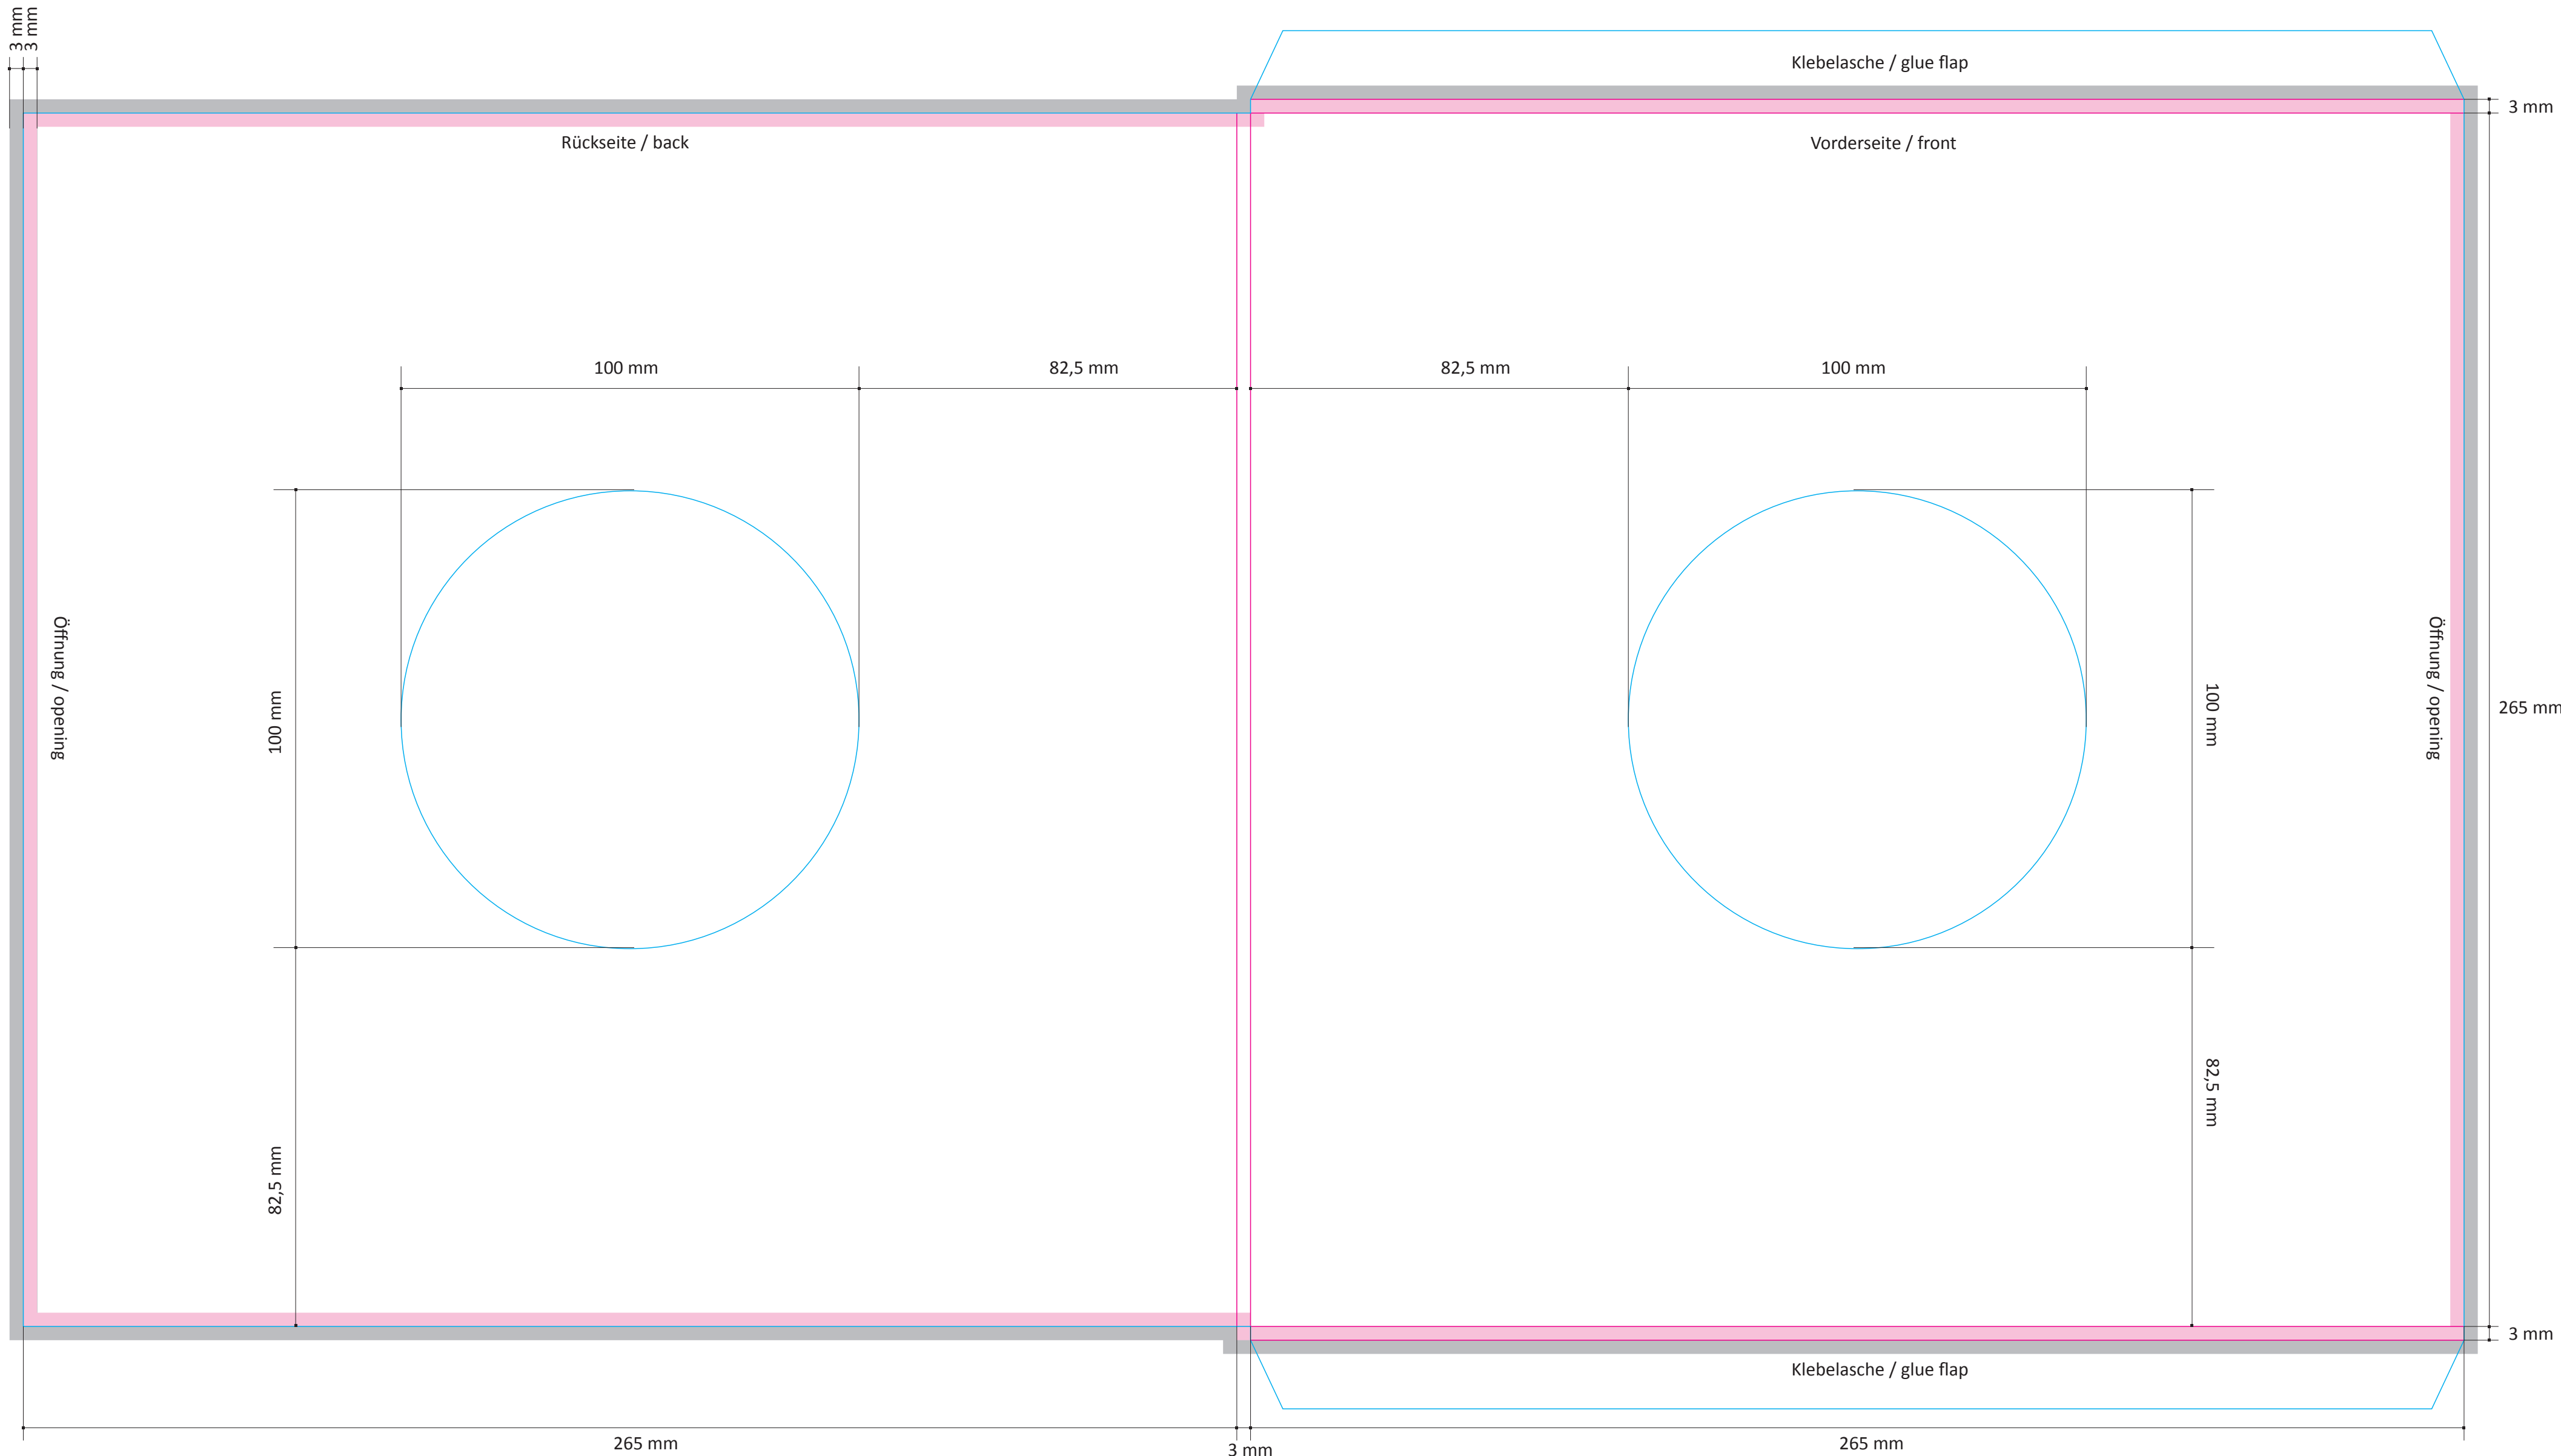 3 mm
3 mm
Klebelasche / glue flap
3 mm
Rückseite / back
Vorderseite / front
100 mm
82,5 mm
82,5 mm
100 mm
Öffnung / opening
100 mm
100 mm
Öffnung / opening
265 mm
82,5 mm
82,5 mm
3 mm
Klebelasche / glue flap
265 mm
3 mm
265 mm